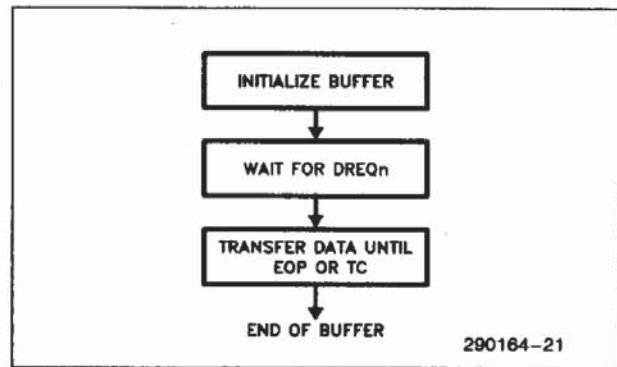 INITIALIZE BUFFER
WAIT FOR DREQn
TRANSFER DATA UNTIL
EOP OR TC
END OF BUFFER
290164-21